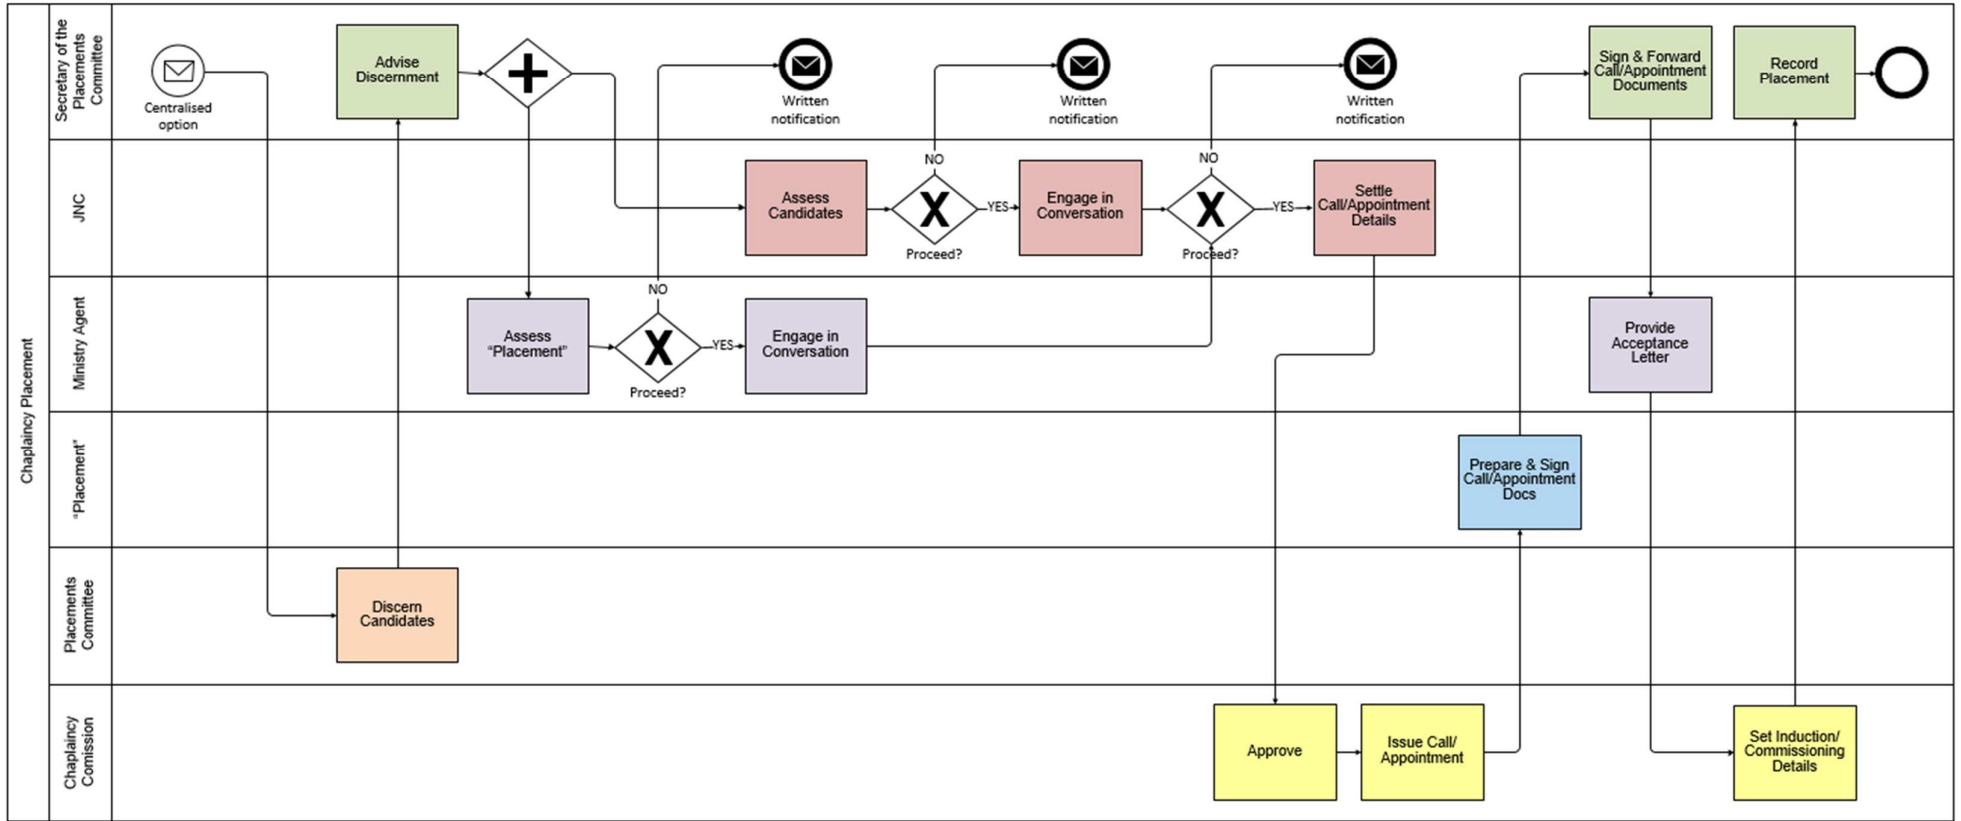 Chaplaincy Placement
Secretary of the
Placements
Committee
Centralised
option
Advise
Discernment
Written
notification
Written
notification
Written
notification
Sign & Forward
Call/Appointment
Documents
Record
Placement
JNC
Assess
Candidates
NO
X
Proceed?
YES
Engage in
Conversation
NO
X
Proceed?
YES
Settle
Call/Appointment
Details
Ministry Agent
Assess
“Placement”
NO
X
Proceed?
YES
Engage in
Conversation
Provide
Acceptance
Letter
“Placement”
Prepare & Sign
Call/Appointment
Docs
Placements
Committee
Discern
Candidates
Chaplaincy
Comission
Approve
Issue Call/
Appointment
Set Induction/
Commissioning
Details